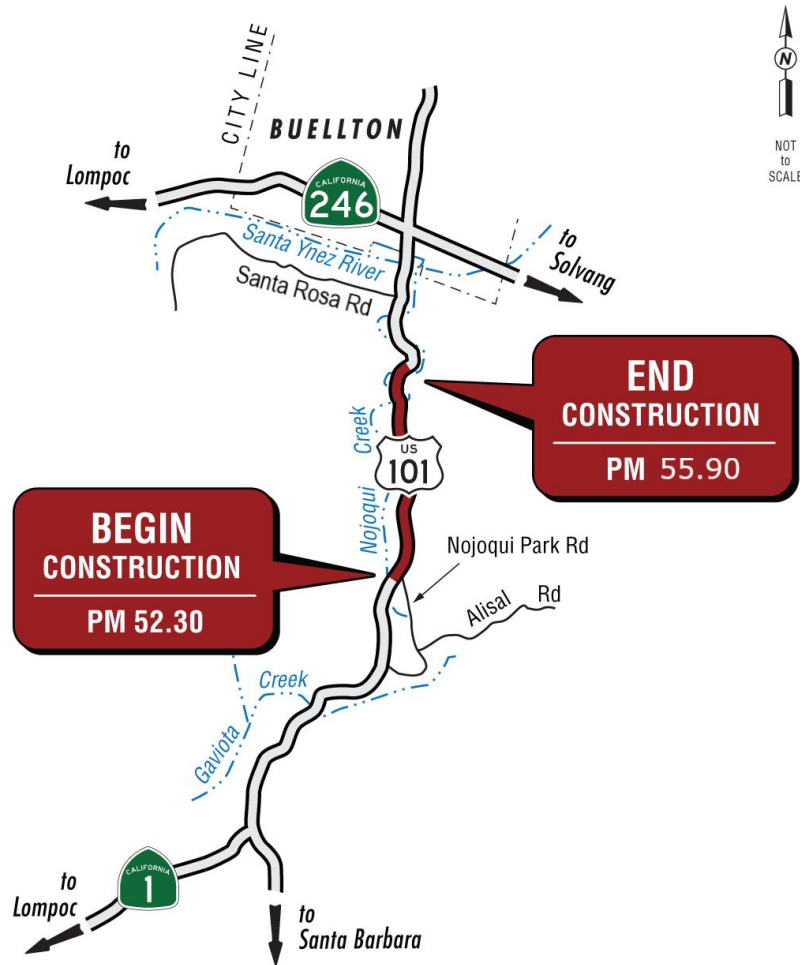 N
NOT
to
SCALE
CITY LINE
BUELLTON
to
Lompoc
CALIFORNIA
246
Santa Ynez River
to
Solvang
Santa Rosa Rd
END
CONSTRUCTION
PM 55.90
Creek
US
101
Nojoqui
BEGIN
CONSTRUCTION
PM 52.30
Nojoqui Park Rd
Alisal Rd
Creek
Gaviota
CALIFORNIA
1
to
Lompoc
to
Santa Barbara